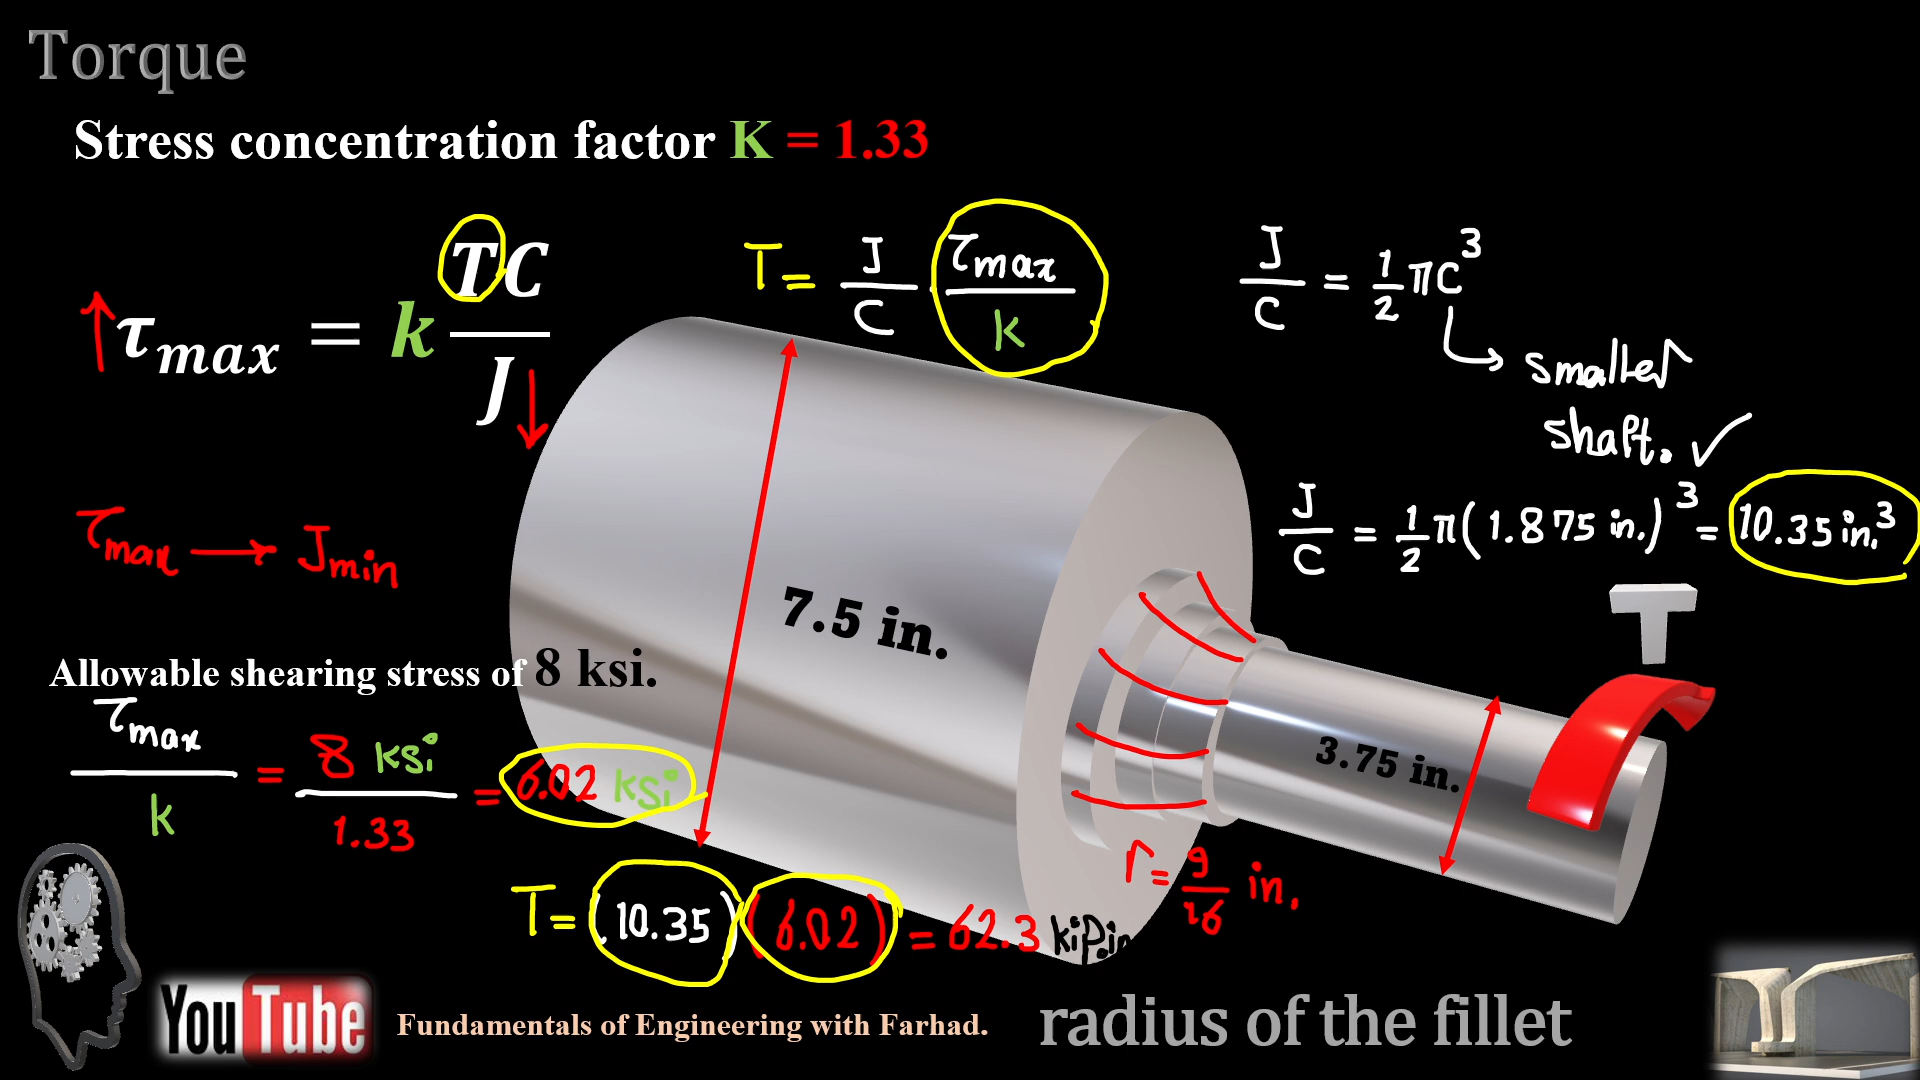 Torque
Stress concentration factor K = 1.33
τmax = k TC/J
T = J/C · τmax/k
J/C = 1/2 πC³
smaller
shaft. ✓
J/C = 1/2 π(1.875 in.)³ = 10.35 in.³
τmax → Jmin
T
7.5 in.
3.75 in.
Allowable shearing stress of 8 ksi.
τmax/k = 8 ksi/1.33 = 6.02 ksi
r = 9/16 in.
T = (10.35)(6.02) = 62.3 kip.in
YouTube
Fundamentals of Engineering with Farhad.
radius of the fillet